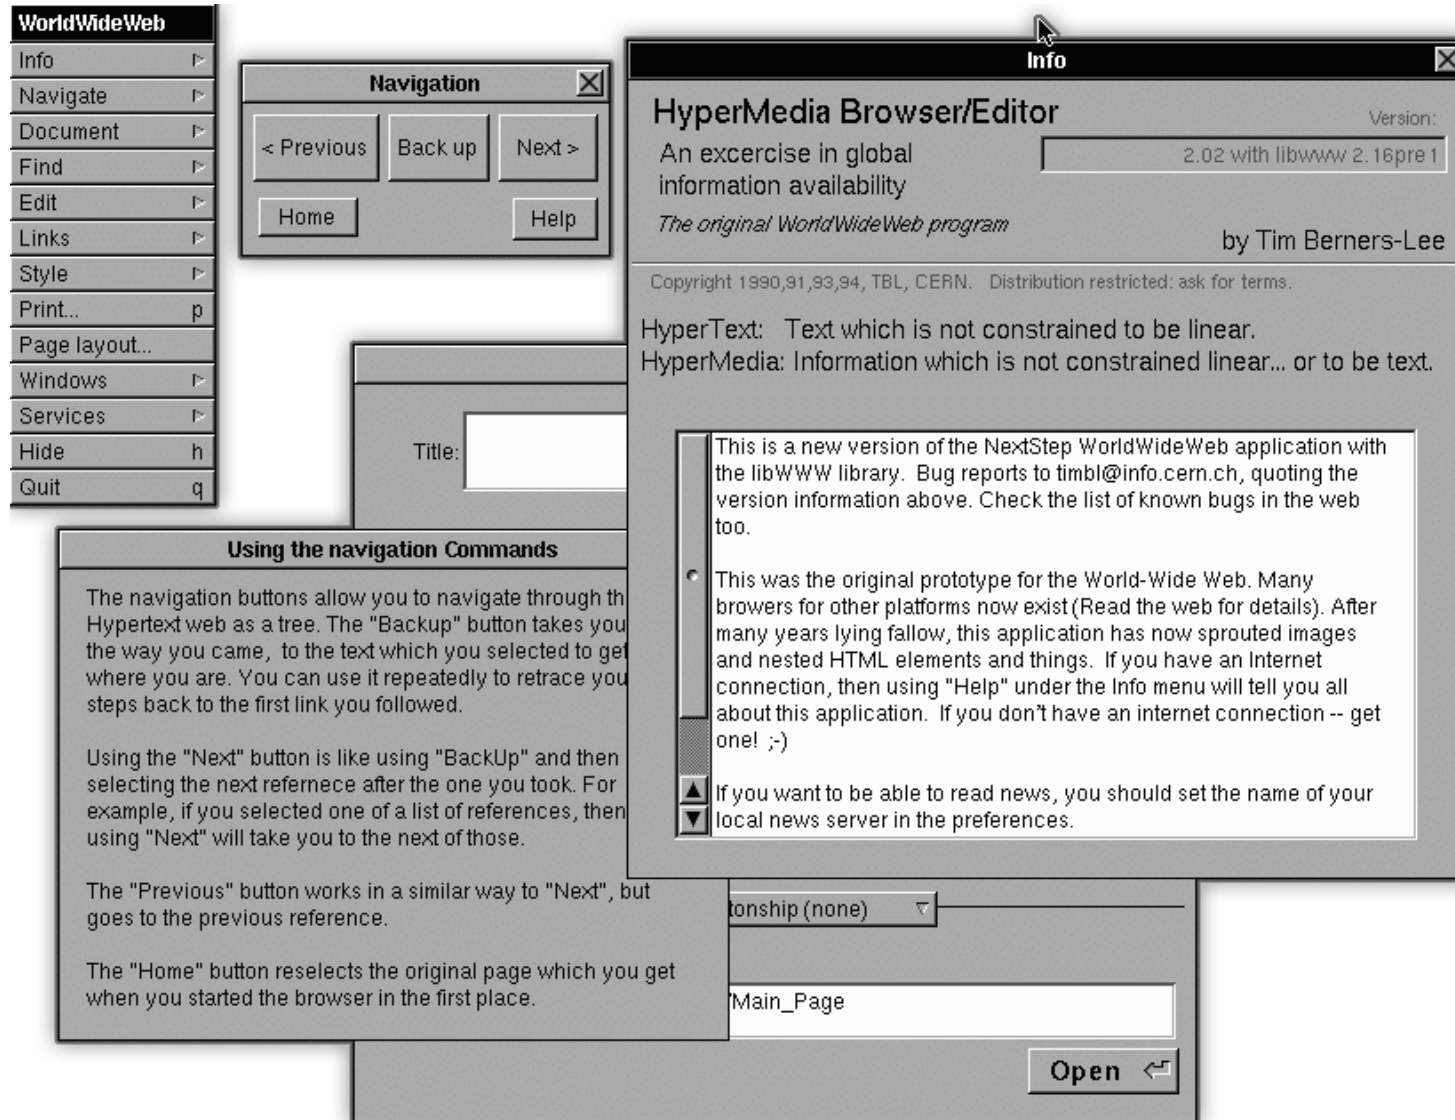 WorldWideWeb
Info
Navigate
Document
Find
Edit
Links
Style
Print... p
Page layout...
Windows
Services
Hide h
Quit q
Navigation
< Previous Back up Next >
Home Help
Info
HyperMedia Browser/Editor
Version:
An excercise in global
information availability
2.02 with libwww 2.16pre1
The original WorldWideWeb program
by Tim Berners-Lee
Copyright 1990,91,93,94, TBL, CERN. Distribution restricted: ask for terms.
HyperText: Text which is not constrained to be linear.
HyperMedia: Information which is not constrained linear... or to be text.
This is a new version of the NextStep WorldWideWeb application with
the libWWW library. Bug reports to timbl@info.cern.ch, quoting the
version information above. Check the list of known bugs in the web
too.
This was the original prototype for the World-Wide Web. Many
browers for other platforms now exist (Read the web for details). After
many years lying fallow, this application has now sprouted images
and nested HTML elements and things. If you have an Internet
connection, then using "Help" under the Info menu will tell you all
about this application. If you don't have an internet connection -- get
one! ;-)
If you want to be able to read news, you should set the name of your
local news server in the preferences.
Title:
Using the navigation Commands
The navigation buttons allow you to navigate through th
Hypertext web as a tree. The "Backup" button takes you
the way you came, to the text which you selected to get
where you are. You can use it repeatedly to retrace you
steps back to the first link you followed.
Using the "Next" button is like using "BackUp" and then
selecting the next refernece after the one you took. For
example, if you selected one of a list of references, then
using "Next" will take you to the next of those.
The "Previous" button works in a similar way to "Next", but
goes to the previous reference.
The "Home" button reselects the original page which you get
when you started the browser in the first place.
tonship (none)
/Main_Page
Open